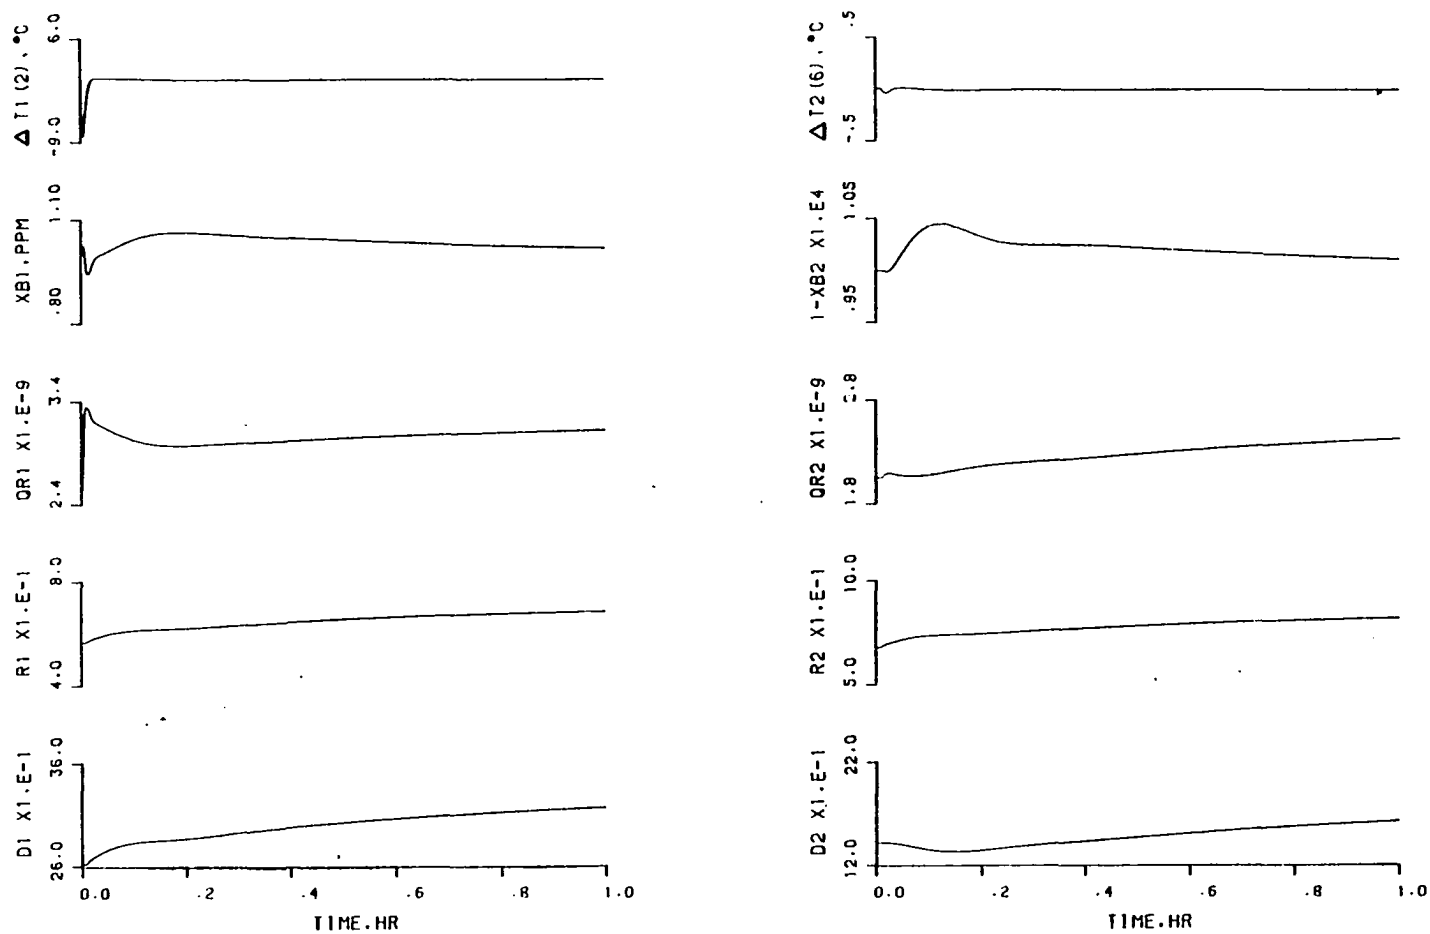 ΔT1(2),°C
6.0
-9.0
XB1.PPM
1.10
.80
QR1 X1.E-9
3.4
2.4
R1 X1.E-1
8.0
4.0
D1 X1.E-1
36.0
26.0
0.0 .2 .4 .6 .8 1.0
TIME.HR
ΔT2(6),°C
.5
-.5
1-XB2 X1.E4
1.05
.95
QR2 X1.E-9
.8
1.8
R2 X1.E-1
10.0
5.0
D2 X1.E-1
22.0
12.0
0.0 .2 .4 .6 .8 1.0
TIME.HR